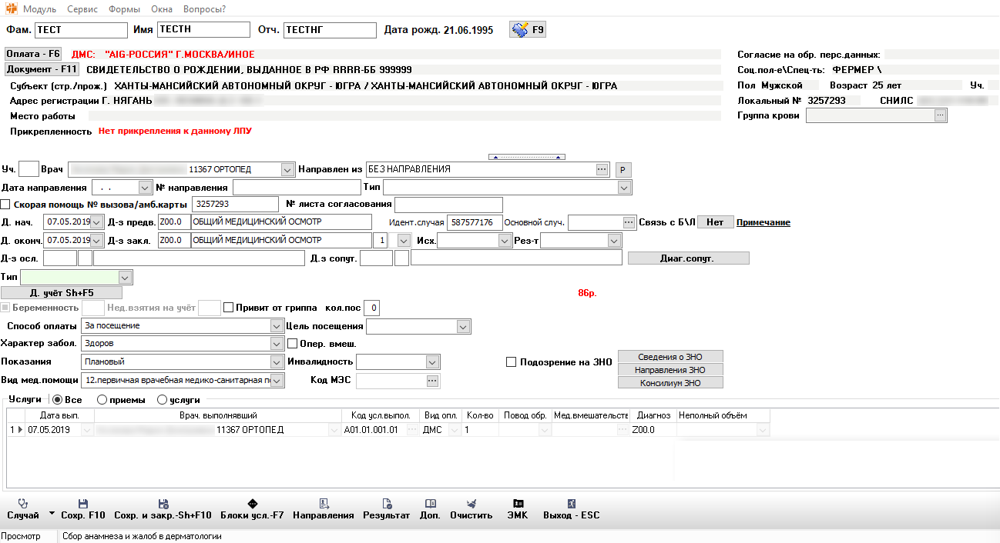 Модуль Сервис Формы Окна Вопросы?
Фам. ТЕСТ Имя ТЕСТН Отч. ТЕСТНГ Дата рожд. 21.06.1995 F9
Оплата - F6 ДМС: "AIG-РОССИЯ" Г.МОСКВА/ИНОЕ Согласие на обр. перс.данных:
Документ - F11 СВИДЕТЕЛЬСТВО О РОЖДЕНИИ, ВЫДАННОЕ В РФ RRRR-ББ 999999 Соц.пол-е\Спец-ть: ФЕРМЕР \
Субъект (стр./прож.) ХАНТЫ-МАНСИЙСКИЙ АВТОНОМНЫЙ ОКРУГ - ЮГРА / ХАНТЫ-МАНСИЙСКИЙ АВТОНОМНЫЙ ОКРУГ - ЮГРА Пол Мужской Возраст 25 лет Уч.
Адрес регистрации Г. НЯГАНЬ Локальный № 3257293 СНИЛС
Место работы Группа крови ...
Прикрепленность Нет прикрепления к данному ЛПУ
Уч. Врач 11367 ОРТОПЕД Направлен из БЕЗ НАПРАВЛЕНИЯ ... Р
Дата направления . . № направления Тип
Скорая помощь № вызова/амб.карты 3257293 № листа согласования
Д. нач. 07.05.2019 Д-з предв. Z00.0 ОБЩИЙ МЕДИЦИНСКИЙ ОСМОТР Идент.случая 587577176 Основной случ. ... Связь с Б\Л Нет Примечание
Д. оконч. 07.05.2019 Д-з закл. Z00.0 ОБЩИЙ МЕДИЦИНСКИЙ ОСМОТР 1 Исх. Рез-т
Д-з осл. Д.з сопут. Диаг.сопут.
Тип
Д. учёт Sh+F5 86р.
Беременность Нед.взятия на учёт Привит от гриппа кол.пос 0
Способ оплаты За посещение Цель посещения
Характер забол. Здоров Опер. вмеш.
Показания Плановый Инвалидность Подозрение на ЗНО Сведения о ЗНО
Направления ЗНО
Вид мед.помощи 12.первичная врачебная медико-санитарная п Код МЭС ... Консилиум ЗНО
Услуги Все приемы услуги
Дата вып. Врач. выполнявший Код усл.выпол. Вид опл. Кол-во Повод обр. Мед.вмешательств Диагноз Неполный объём
1 07.05.2019 11367 ОРТОПЕД A01.01.001.01 ... ДМС 1 ... Z00.0
Случай Сохр. F10 Сохр. и закр.-Sh+F10 Блоки усл.-F7 Направления Результат Доп. Очистить ЭМК Выход - ESC
Просмотр Сбор анамнеза и жалоб в дерматологии